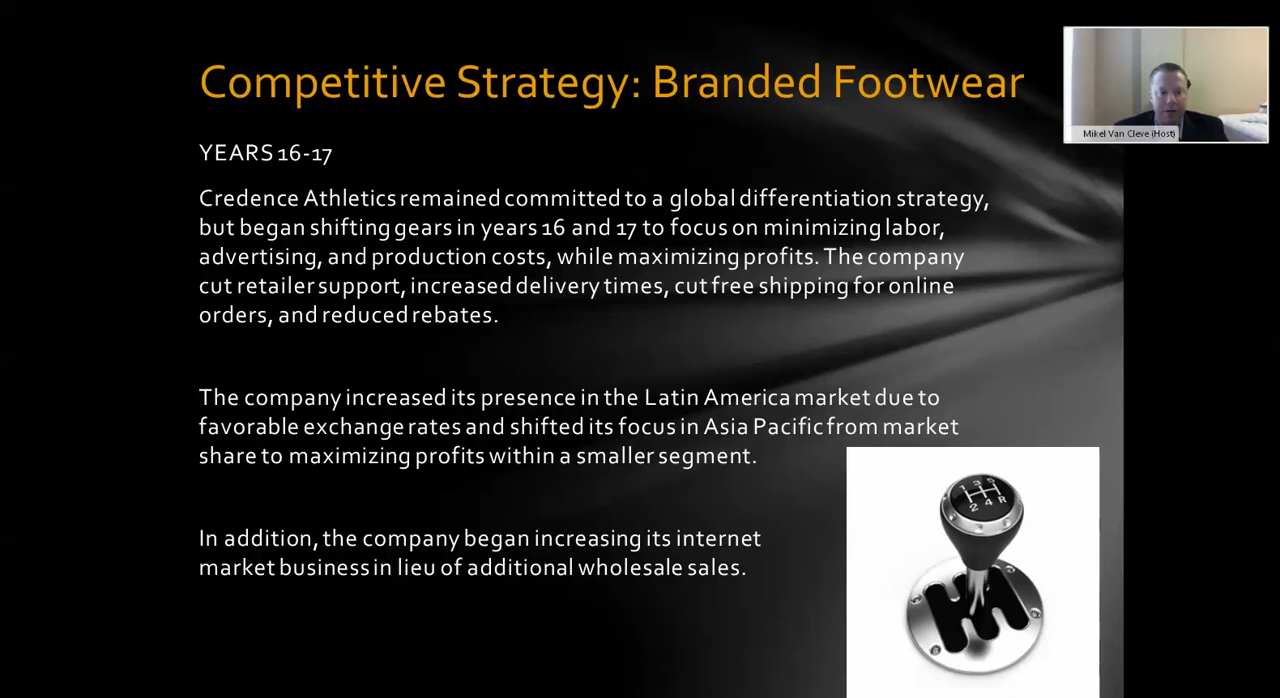 Competitive Strategy: Branded Footwear
Mikel Van Cleve (Host)
YEARS 16-17
Credence Athletics remained committed to a global differentiation strategy,
but began shifting gears in years 16 and 17 to focus on minimizing labor,
advertising, and production costs, while maximizing profits. The company
cut retailer support, increased delivery times, cut free shipping for online
orders, and reduced rebates.
The company increased its presence in the Latin America market due to
favorable exchange rates and shifted its focus in Asia Pacific from market
share to maximizing profits within a smaller segment.
In addition, the company began increasing its internet
market business in lieu of additional wholesale sales.
1 3
2 4 R